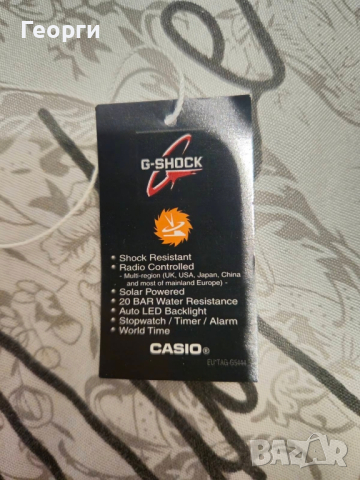 Георги
G-SHOCK
• Shock Resistant
• Radio Controlled
- Multi-region (UK, USA, Japan, China
and most of mainland Europe) -
• Solar Powered
• 20 BAR Water Resistance
• Auto LED Backlight
• Stopwatch / Timer / Alarm
• World Time
CASIO®
BAZAR